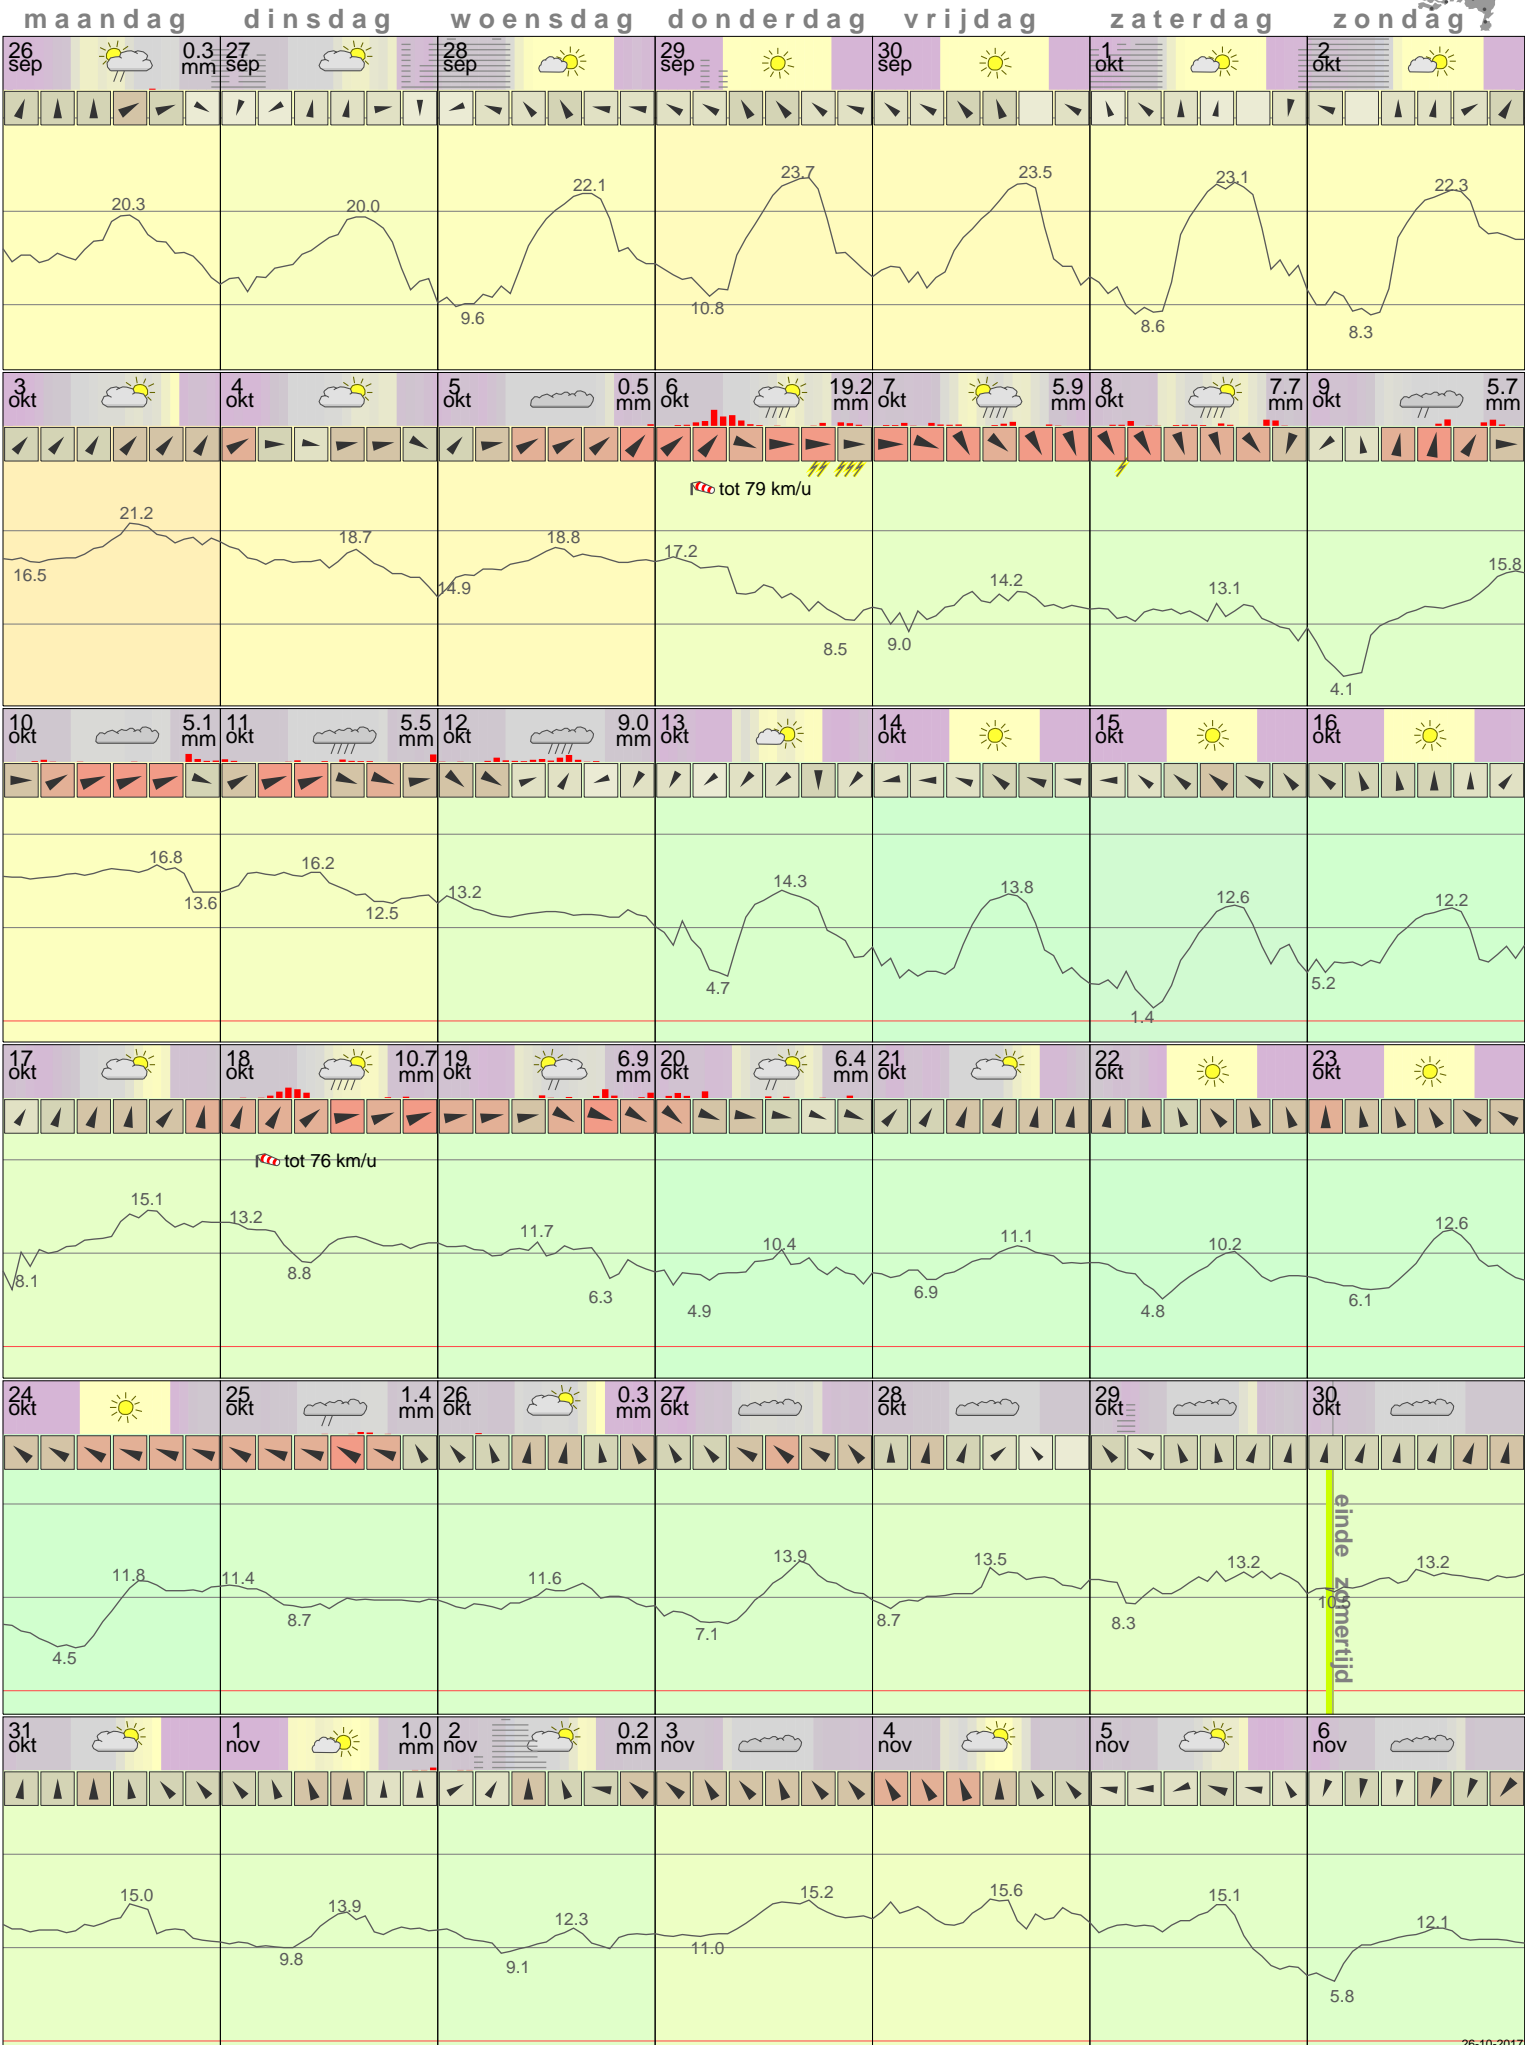 maandag dinsdag woensdag donderdag vrijdag zaterdag zondag
26 sep 0.3 mm 27 sep 28 sep 29 sep 30 sep 1 okt 2 okt
20.3 20.0 22.1 23.7 23.5 23.1 22.3
9.6 10.8 8.6 8.3
3 okt 4 okt 5 okt 0.5 mm 6 okt 19.2 mm 7 okt 5.9 mm 8 okt 7.7 mm 9 okt 5.7 mm
tot 79 km/u
21.2 18.7 18.8 17.2 14.2 13.1 15.8
16.5 14.9 8.5 9.0 4.1
10 okt 5.1 mm 11 okt 5.5 mm 12 okt 9.0 mm 13 okt 14 okt 15 okt 16 okt
16.8 16.2 13.2 14.3 13.8 12.6 12.2
13.6 12.5 4.7 1.4 5.2
17 okt 18 okt 10.7 mm 19 okt 6.9 mm 20 okt 6.4 mm 21 okt 22 okt 23 okt
tot 76 km/u
15.1 13.2 11.7 10.4 11.1 10.2 12.6
8.1 8.8 6.3 4.9 6.9 4.8 6.1
24 okt 25 okt 1.4 mm 26 okt 0.3 mm 27 okt 28 okt 29 okt 30 okt
einde zomertijd
11.8 11.4 11.6 13.9 13.5 13.2 13.2
4.5 8.7 7.1 8.7 8.3
31 okt 1 nov 1.0 mm 2 nov 0.2 mm 3 nov 4 nov 5 nov 6 nov
15.0 13.9 12.3 15.2 15.6 15.1 12.1
9.8 9.1 11.0 5.8
26-10-2017